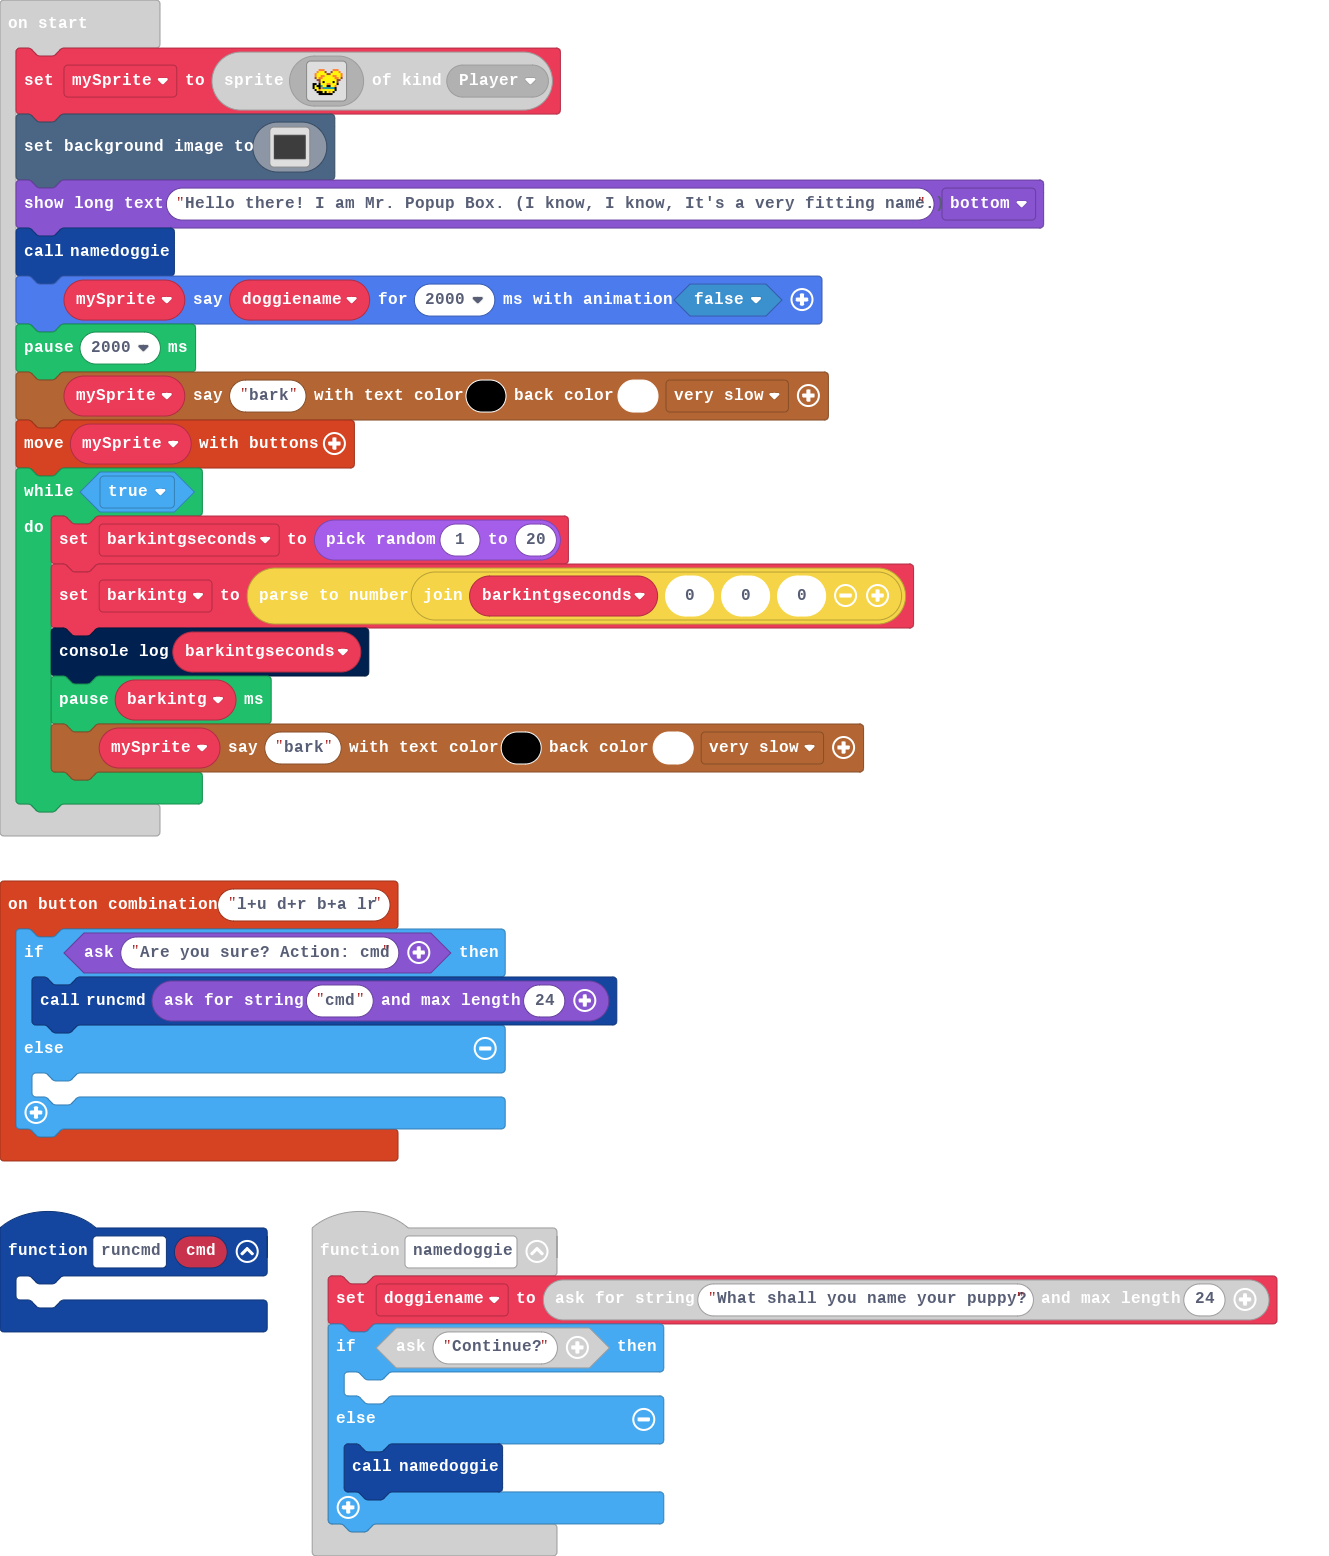 on start
set mySprite to sprite of kind Player
set background image to
show long text "Hello there! I am Mr. Popup Box. (I know, I know, It's a very fitting name.)" bottom
call namedoggie
mySprite say doggiename for 2000 ms with animation false
pause 2000 ms
mySprite say "bark" with text color back color very slow
move mySprite with buttons
while true
do
set barkintgseconds to pick random 1 to 20
set barkintg to parse to number join barkintgseconds 0 0 0
console log barkintgseconds
pause barkintg ms
mySprite say "bark" with text color back color very slow
on button combination "l+u d+r b+a lr"
if ask "Are you sure? Action: cmd" then
call runcmd ask for string "cmd" and max length 24
else
function runcmd cmd
function namedoggie
set doggiename to ask for string "What shall you name your puppy?" and max length 24
if ask "Continue?" then
else
call namedoggie